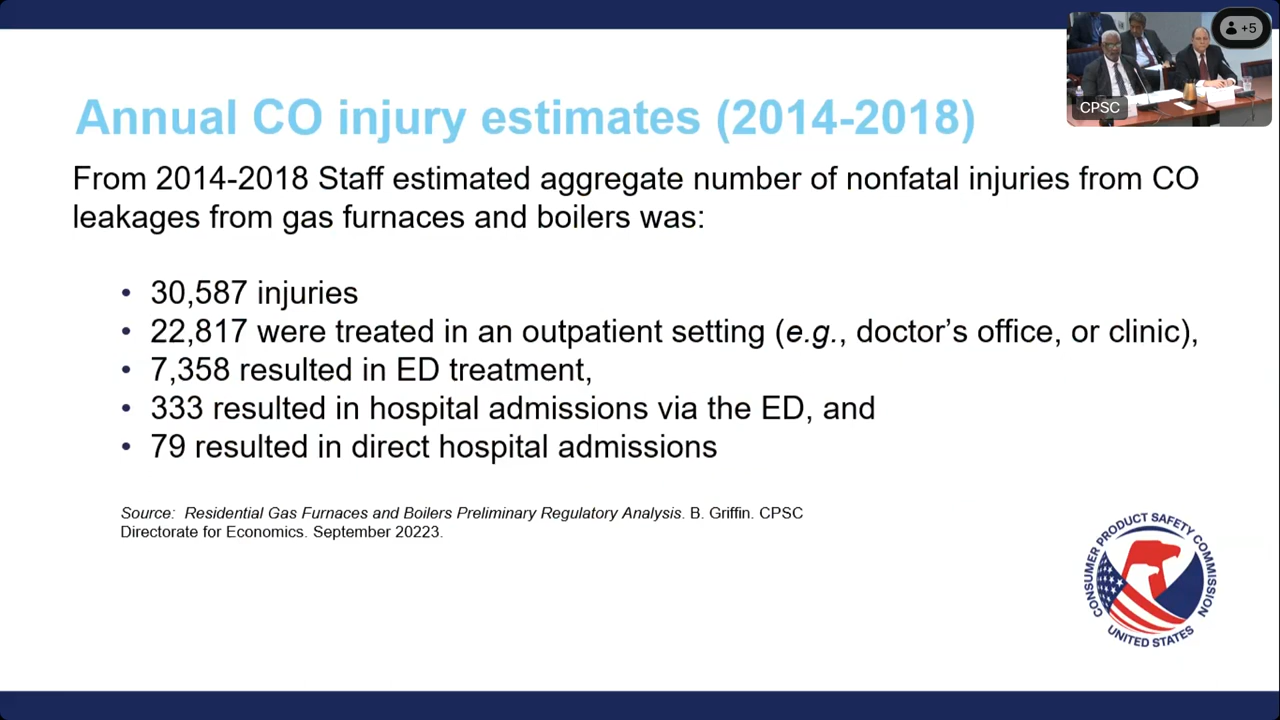 +5
CPSC
Annual CO injury estimates (2014-2018)
From 2014-2018 Staff estimated aggregate number of nonfatal injuries from CO
leakages from gas furnaces and boilers was:
• 30,587 injuries
• 22,817 were treated in an outpatient setting (e.g., doctor's office, or clinic),
• 7,358 resulted in ED treatment,
• 333 resulted in hospital admissions via the ED, and
• 79 resulted in direct hospital admissions
Source: Residential Gas Furnaces and Boilers Preliminary Regulatory Analysis. B. Griffin. CPSC
Directorate for Economics. September 20223.
CONSUMER PRODUCT SAFETY COMMISSION
UNITED STATES